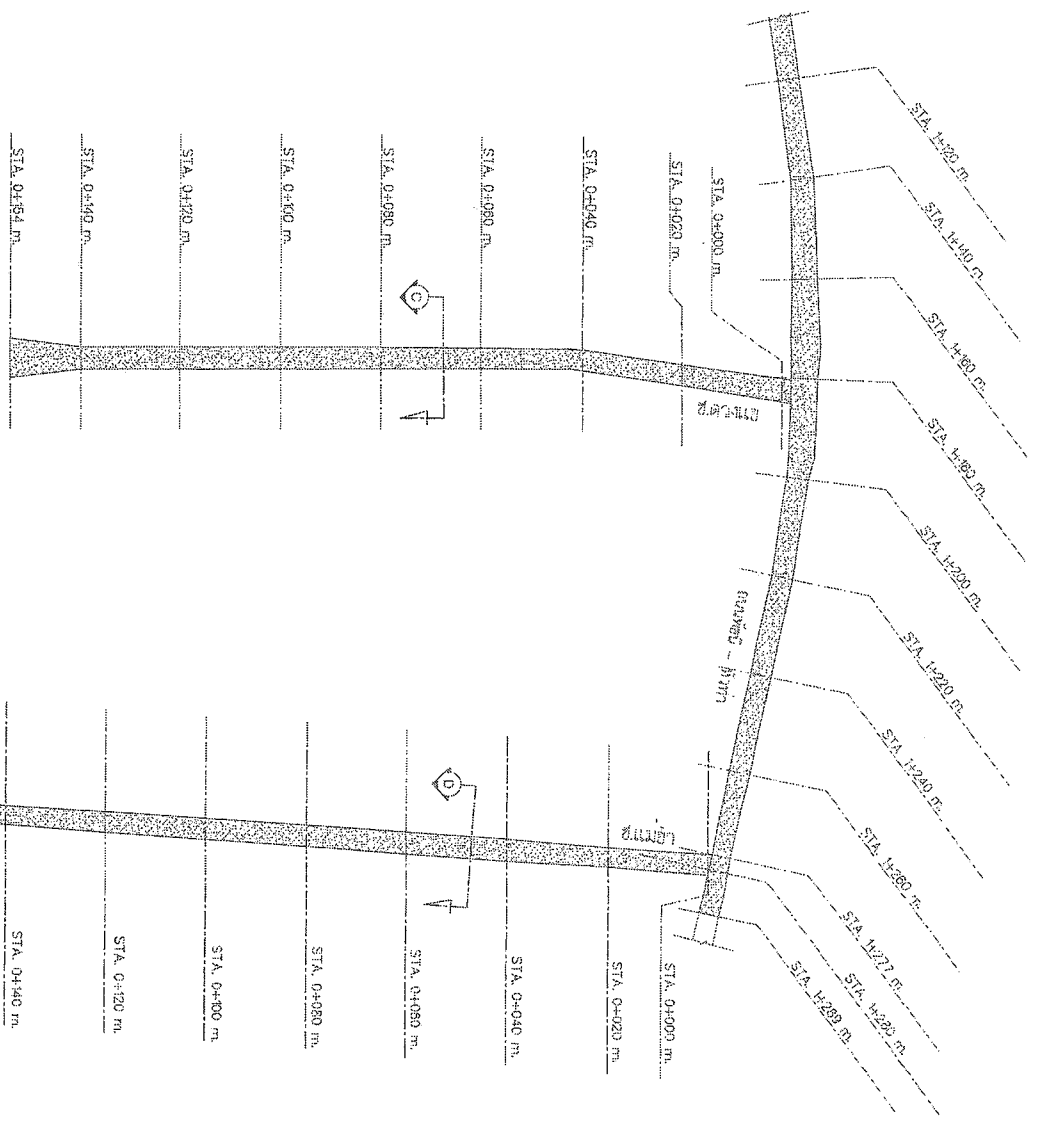 STA. 1+120 m.
STA. 1+140 m.
STA. 1+160 m.
STA. 1+180 m.
STA. 1+200 m.
STA. 1+220 m.
STA. 1+240 m.
STA. 1+260 m.
STA. 1+277 m.
STA. 1+280 m.
STA. 1+289 m.
STA. 0+000 m.
STA. 0+020 m.
STA. 0+040 m.
STA. 0+060 m.
STA. 0+080 m.
STA. 0+100 m.
STA. 0+120 m.
STA. 0+140 m.
STA. 0+154 m.
C
STA. 0+000 m.
STA. 0+020 m.
STA. 0+040 m.
STA. 0+060 m.
STA. 0+080 m.
STA. 0+100 m.
STA. 0+120 m.
STA. 0+140 m.
D